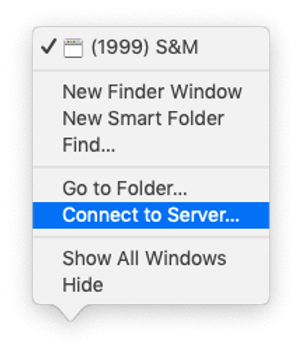 ✓ (1999) S&M
New Finder Window
New Smart Folder
Find...
Go to Folder...
Connect to Server...
Show All Windows
Hide